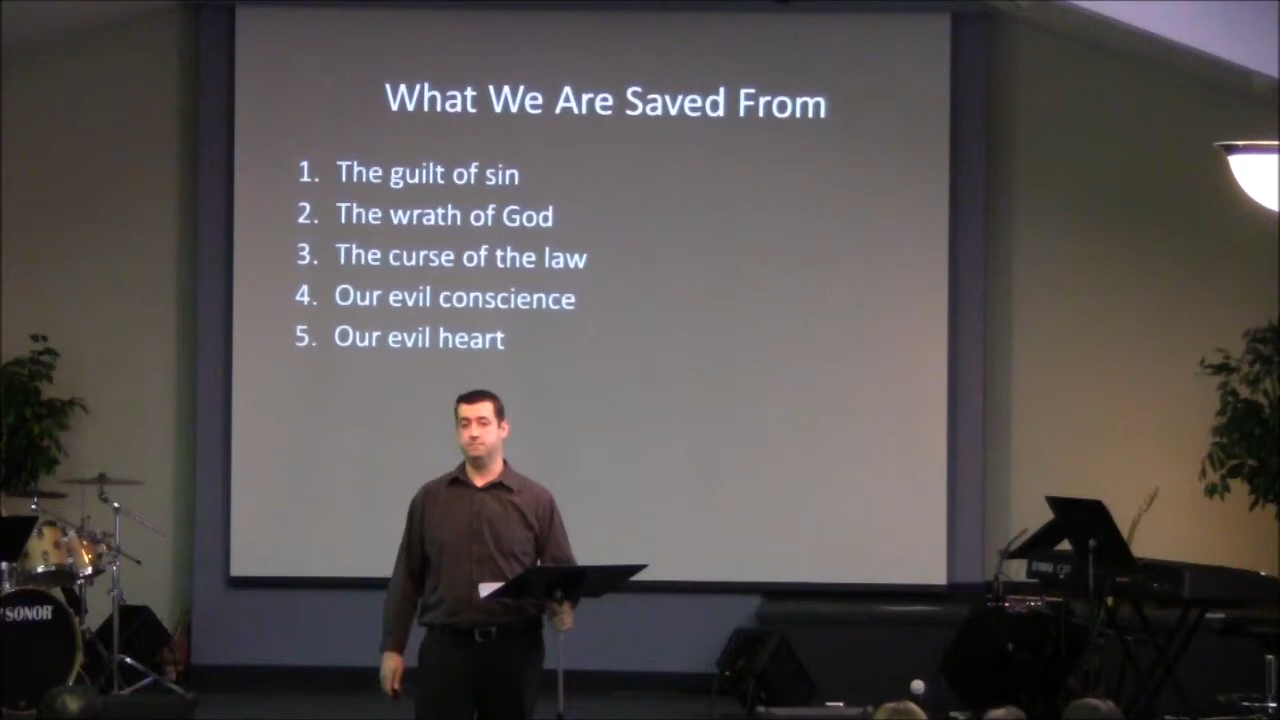 What We Are Saved From
1. The guilt of sin
2. The wrath of God
3. The curse of the law
4. Our evil conscience
5. Our evil heart
SONOR